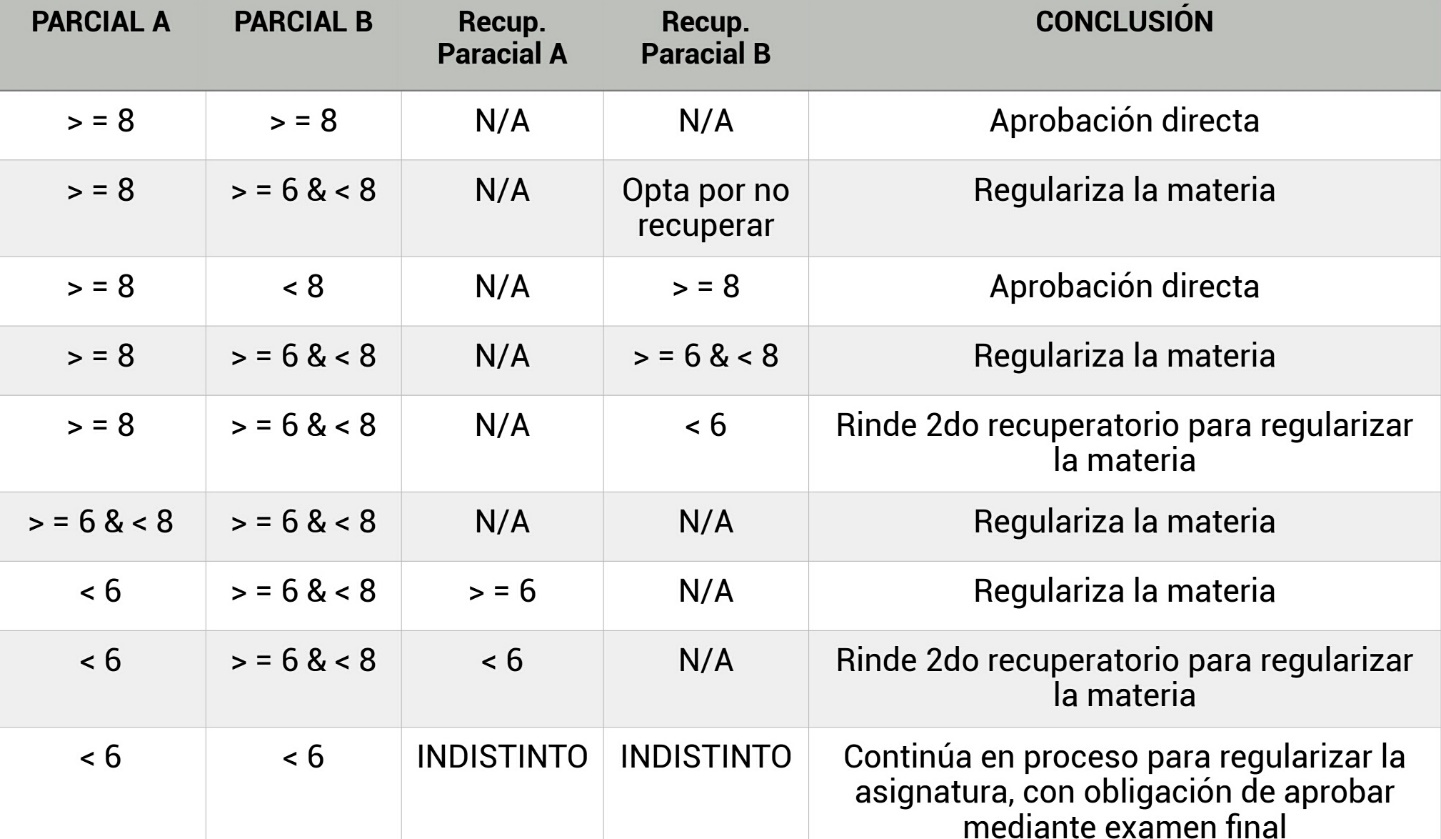 PARCIAL A PARCIAL B Recup. Paracial A Recup. Paracial B CONCLUSIÓN
> = 8 > = 8 N/A N/A Aprobación directa
> = 8 > = 6 & < 8 N/A Opta por no recuperar Regulariza la materia
> = 8 < 8 N/A > = 8 Aprobación directa
> = 8 > = 6 & < 8 N/A > = 6 & < 8 Regulariza la materia
> = 8 > = 6 & < 8 N/A < 6 Rinde 2do recuperatorio para regularizar la materia
> = 6 & < 8 > = 6 & < 8 N/A N/A Regulariza la materia
< 6 > = 6 & < 8 > = 6 N/A Regulariza la materia
< 6 > = 6 & < 8 < 6 N/A Rinde 2do recuperatorio para regularizar la materia
< 6 < 6 INDISTINTO INDISTINTO Continúa en proceso para regularizar la asignatura, con obligación de aprobar mediante examen final